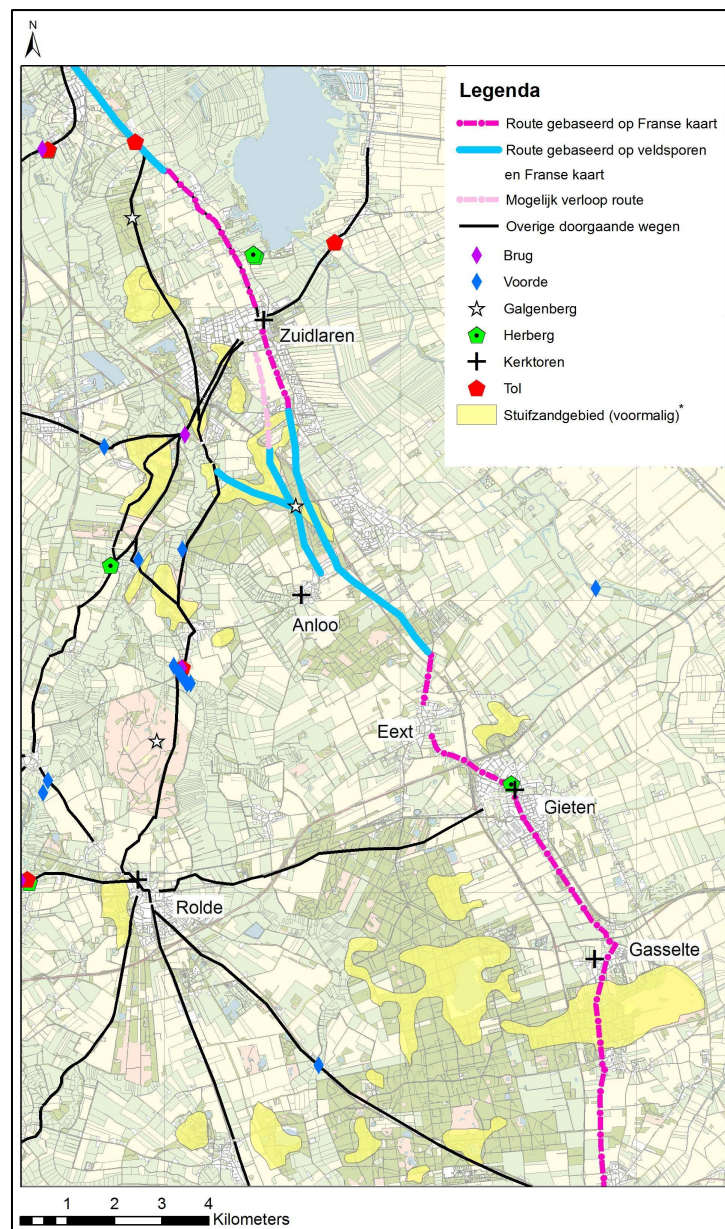 N
Legenda
Route gebaseerd op Franse kaart
Route gebaseerd op veldsporen
en Franse kaart
Mogelijk verloop route
Overige doorgaande wegen
Brug
Voorde
Galgenberg
Herberg
Kerktoren
Tol
Stuifzandgebied (voormalig)*
Zuidlaren
Anloo
Eext
Gieten
Rolde
Gasselte
1 2 3 4
Kilometers